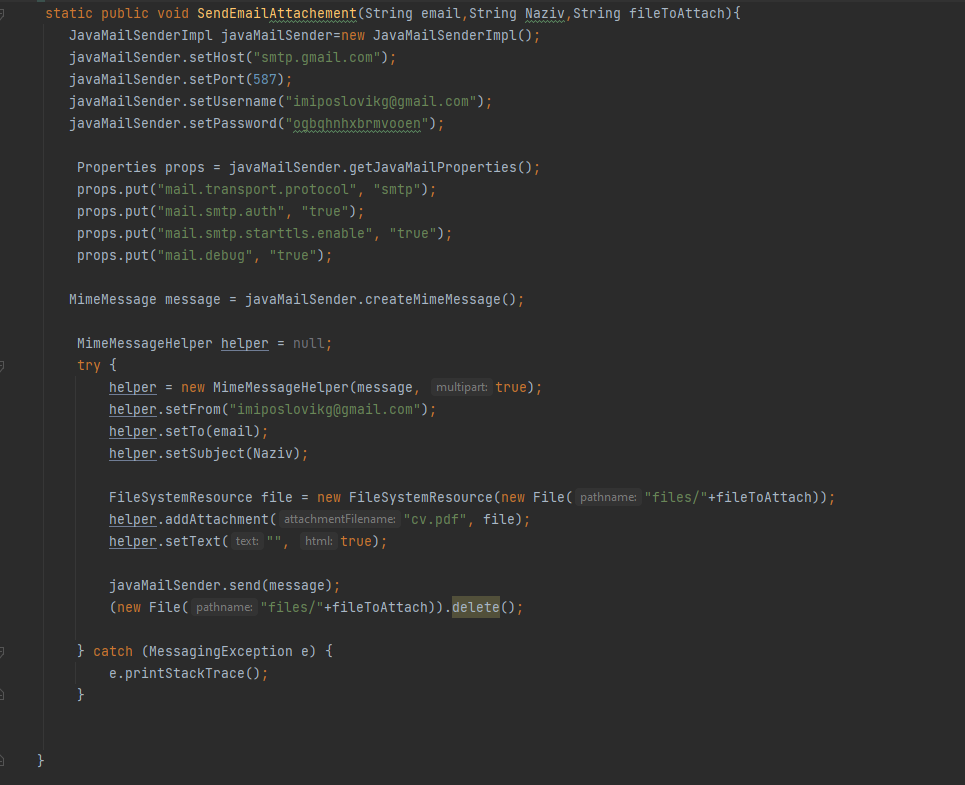 static public void SendEmailAttachement(String email,String Naziv,String fileToAttach){
JavaMailSenderImpl javaMailSender=new JavaMailSenderImpl();
javaMailSender.setHost("smtp.gmail.com");
javaMailSender.setPort(587);
javaMailSender.setUsername("imiposlovikg@gmail.com");
javaMailSender.setPassword("ogbqhnhxbrmvooen");
Properties props = javaMailSender.getJavaMailProperties();
props.put("mail.transport.protocol", "smtp");
props.put("mail.smtp.auth", "true");
props.put("mail.smtp.starttls.enable", "true");
props.put("mail.debug", "true");
MimeMessage message = javaMailSender.createMimeMessage();
MimeMessageHelper helper = null;
try {
helper = new MimeMessageHelper(message, multipart: true);
helper.setFrom("imiposlovikg@gmail.com");
helper.setTo(email);
helper.setSubject(Naziv);
FileSystemResource file = new FileSystemResource(new File( pathname: "files/"+fileToAttach));
helper.addAttachment( attachmentFilename: "cv.pdf", file);
helper.setText( text: "", html: true);
javaMailSender.send(message);
(new File( pathname: "files/"+fileToAttach)).delete();
} catch (MessagingException e) {
e.printStackTrace();
}
}